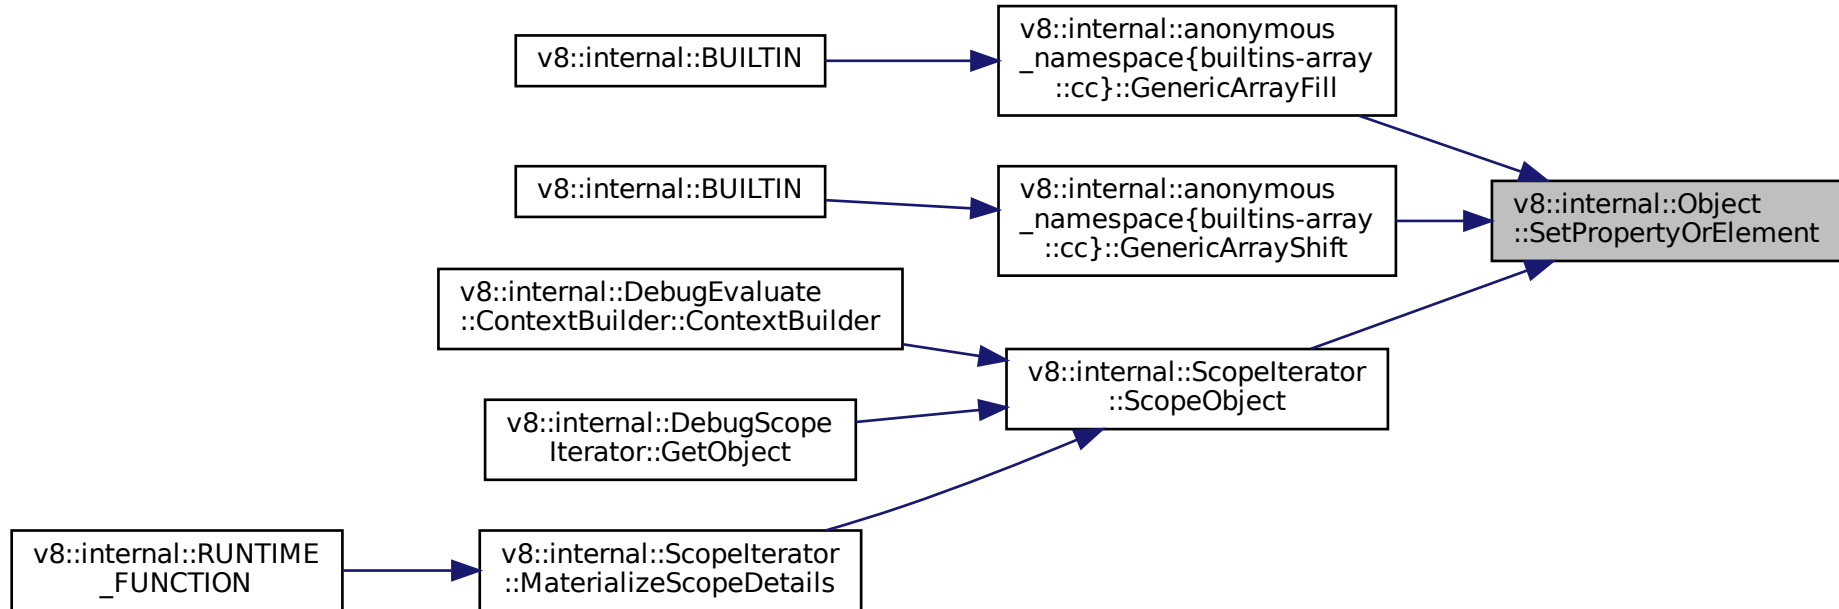 v8::internal::BUILTIN
v8::internal::anonymous
_namespace{builtins-array
::cc}::GenericArrayFill
v8::internal::BUILTIN
v8::internal::anonymous
_namespace{builtins-array
::cc}::GenericArrayShift
v8::internal::Object
::SetPropertyOrElement
v8::internal::DebugEvaluate
::ContextBuilder::ContextBuilder
v8::internal::ScopeIterator
::ScopeObject
v8::internal::DebugScope
Iterator::GetObject
v8::internal::RUNTIME
_FUNCTION
v8::internal::ScopeIterator
::MaterializeScopeDetails